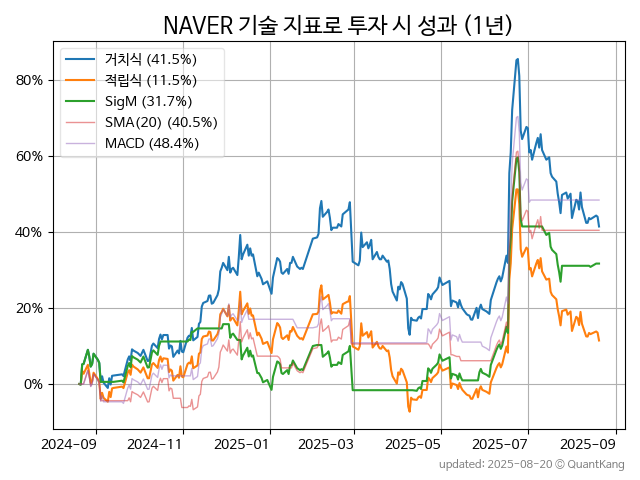 NAVER 기술 지표로 투자 시 성과 (1년)
거치식 (41.5%)
적립식 (11.5%)
SigM (31.7%)
SMA(20) (40.5%)
MACD (48.4%)
80%
60%
40%
20%
0%
2024-09 2024-11 2025-01 2025-03 2025-05 2025-07 2025-09
updated: 2025-08-20 © QuantKang